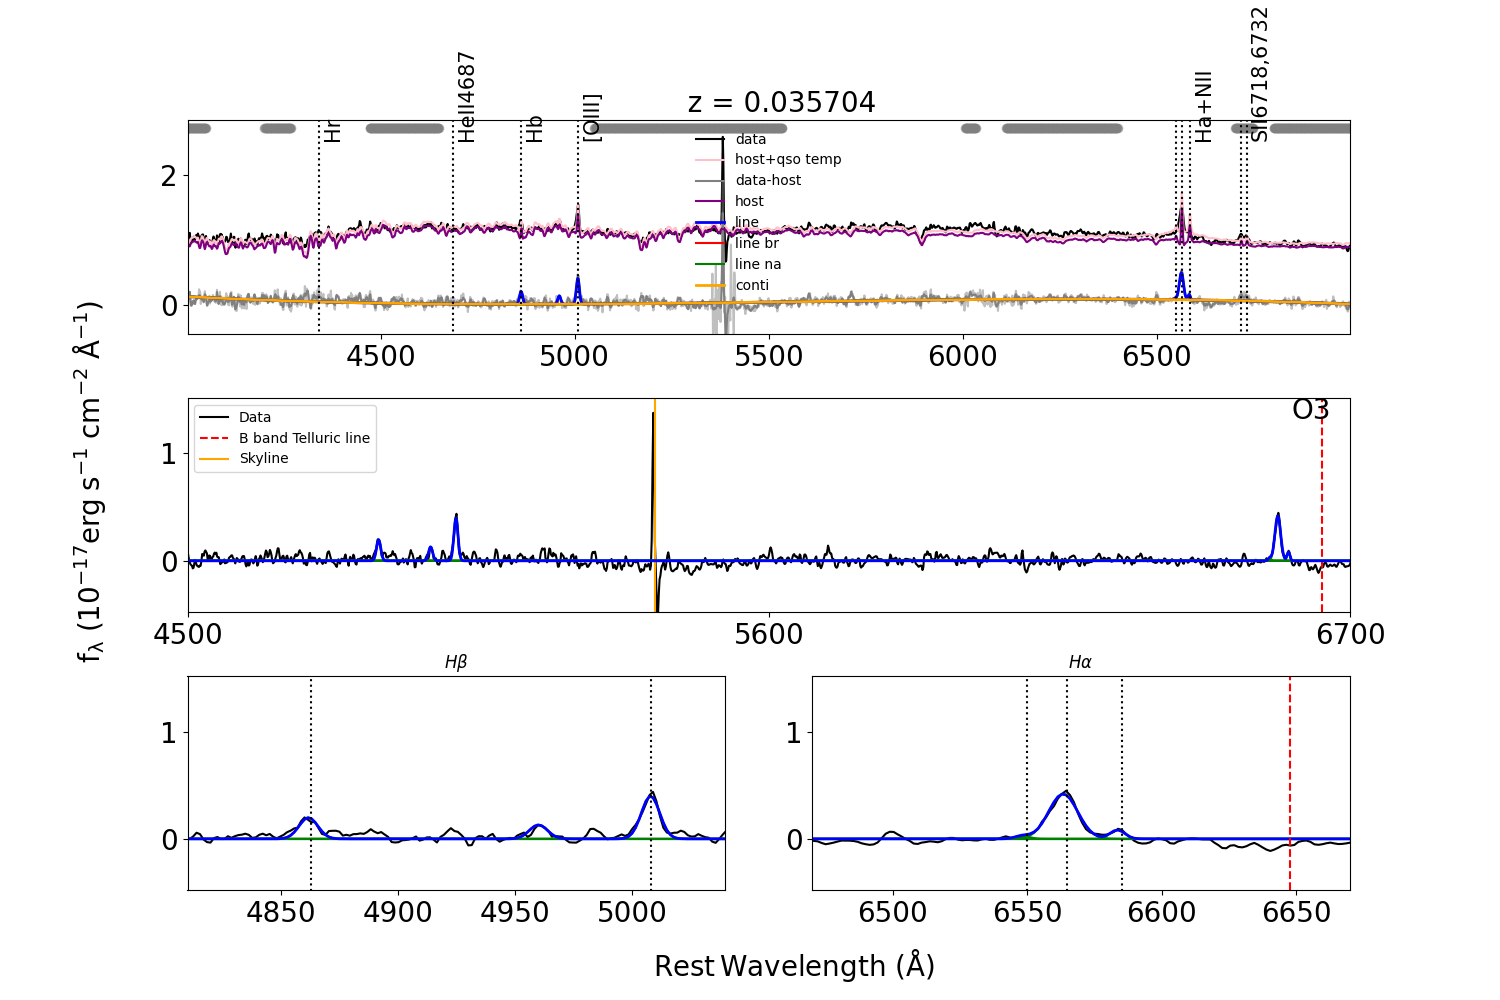 Hr
HeII4687
Hb
[OIII]
Ha+NII
SII6718,6732
z = 0.035704
data
host+qso temp
data-host
host
line
line br
line na
conti
2
0
4500 5000 5500 6000 6500
fλ (10⁻¹⁷erg s⁻¹ cm⁻² Å⁻¹)
Data
B band Telluric line
Skyline
O3
1
0
4500 5600 6700
Hβ
1
0
4850 4900 4950 5000
Hα
1
0
6500 6550 6600 6650
Rest Wavelength (Å)